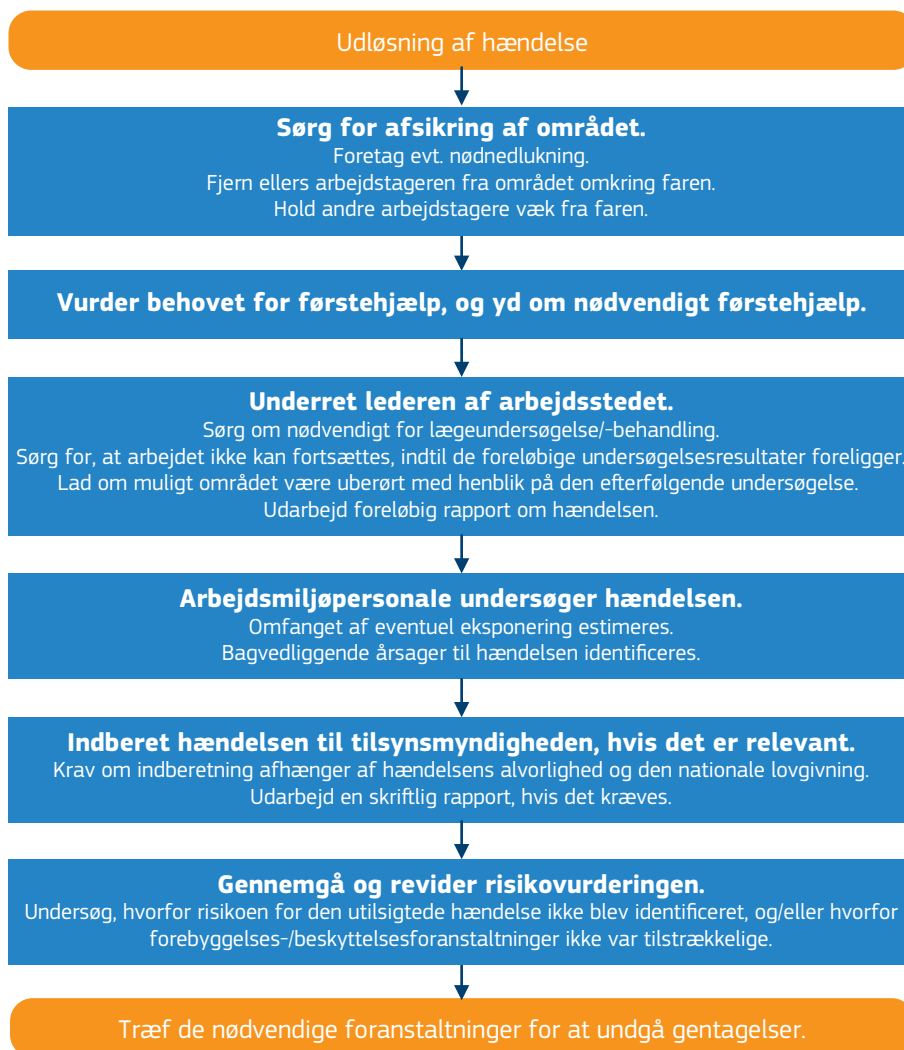 Udløsning af hændelse
Sørg for afsikring af området.
Foretag evt. nødnedlukning.
Fjern ellers arbejdstageren fra området omkring faren.
Hold andre arbejdstagere væk fra faren.
Vurder behovet for førstehjælp, og yd om nødvendigt førstehjælp.
Underret lederen af arbejdsstedet.
Sørg om nødvendigt for lægeundersøgelse/-behandling.
Sørg for, at arbejdet ikke kan fortsættes, indtil de foreløbige undersøgelsesresultater foreligger.
Lad om muligt området være uberørt med henblik på den efterfølgende undersøgelse.
Udarbejd foreløbig rapport om hændelsen.
Arbejdsmiljøpersonale undersøger hændelsen.
Omfanget af eventuel eksponering estimeres.
Bagvedliggende årsager til hændelsen identificeres.
Indberet hændelsen til tilsynsmyndigheden, hvis det er relevant.
Krav om indberetning afhænger af hændelsens alvorlighed og den nationale lovgivning.
Udarbejd en skriftlig rapport, hvis det kræves.
Gennemgå og revider risikovurderingen.
Undersøg, hvorfor risikoen for den utilsigtede hændelse ikke blev identificeret, og/eller hvorfor
forebyggelses-/beskyttelsesforanstaltninger ikke var tilstrækkelige.
Træf de nødvendige foranstaltninger for at undgå gentagelser.